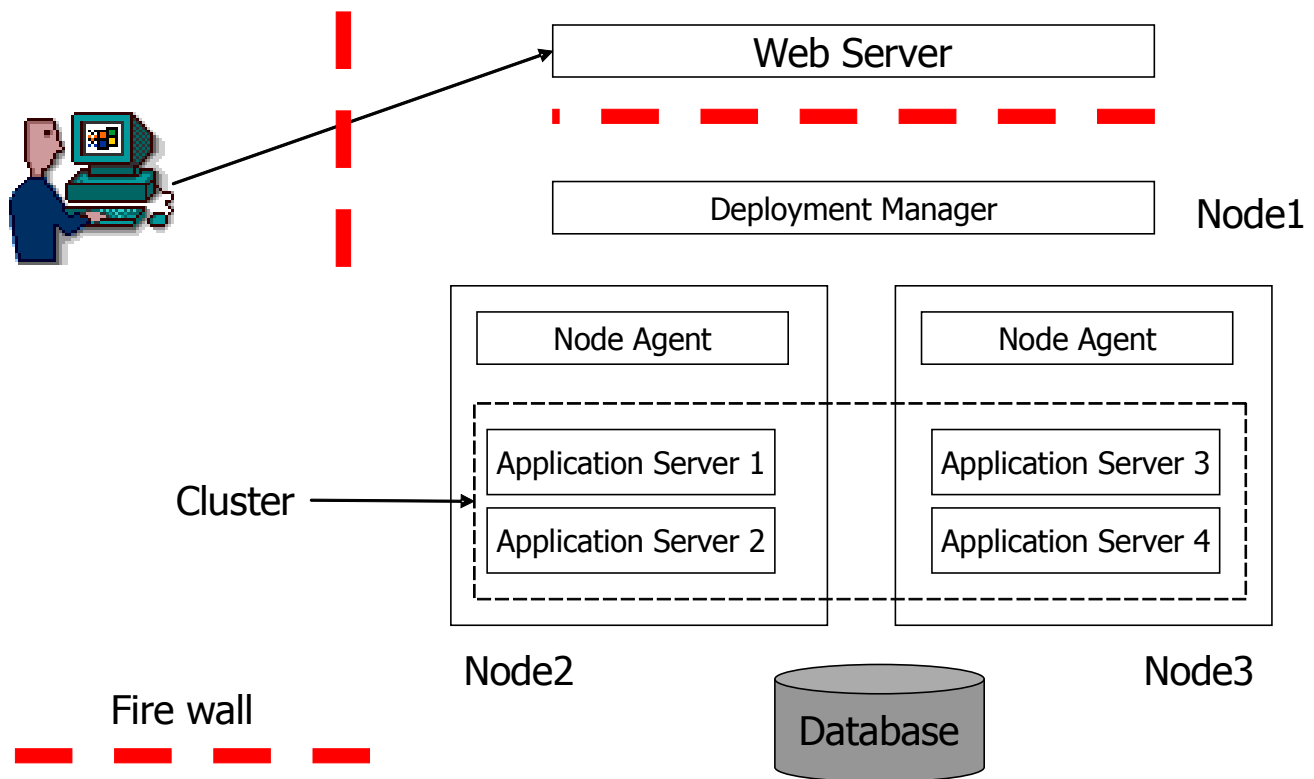 Web Server
Deployment Manager
Node1
Node Agent
Node Agent
Application Server 1
Application Server 3
Cluster
Application Server 2
Application Server 4
Node2
Node3
Fire wall
Database